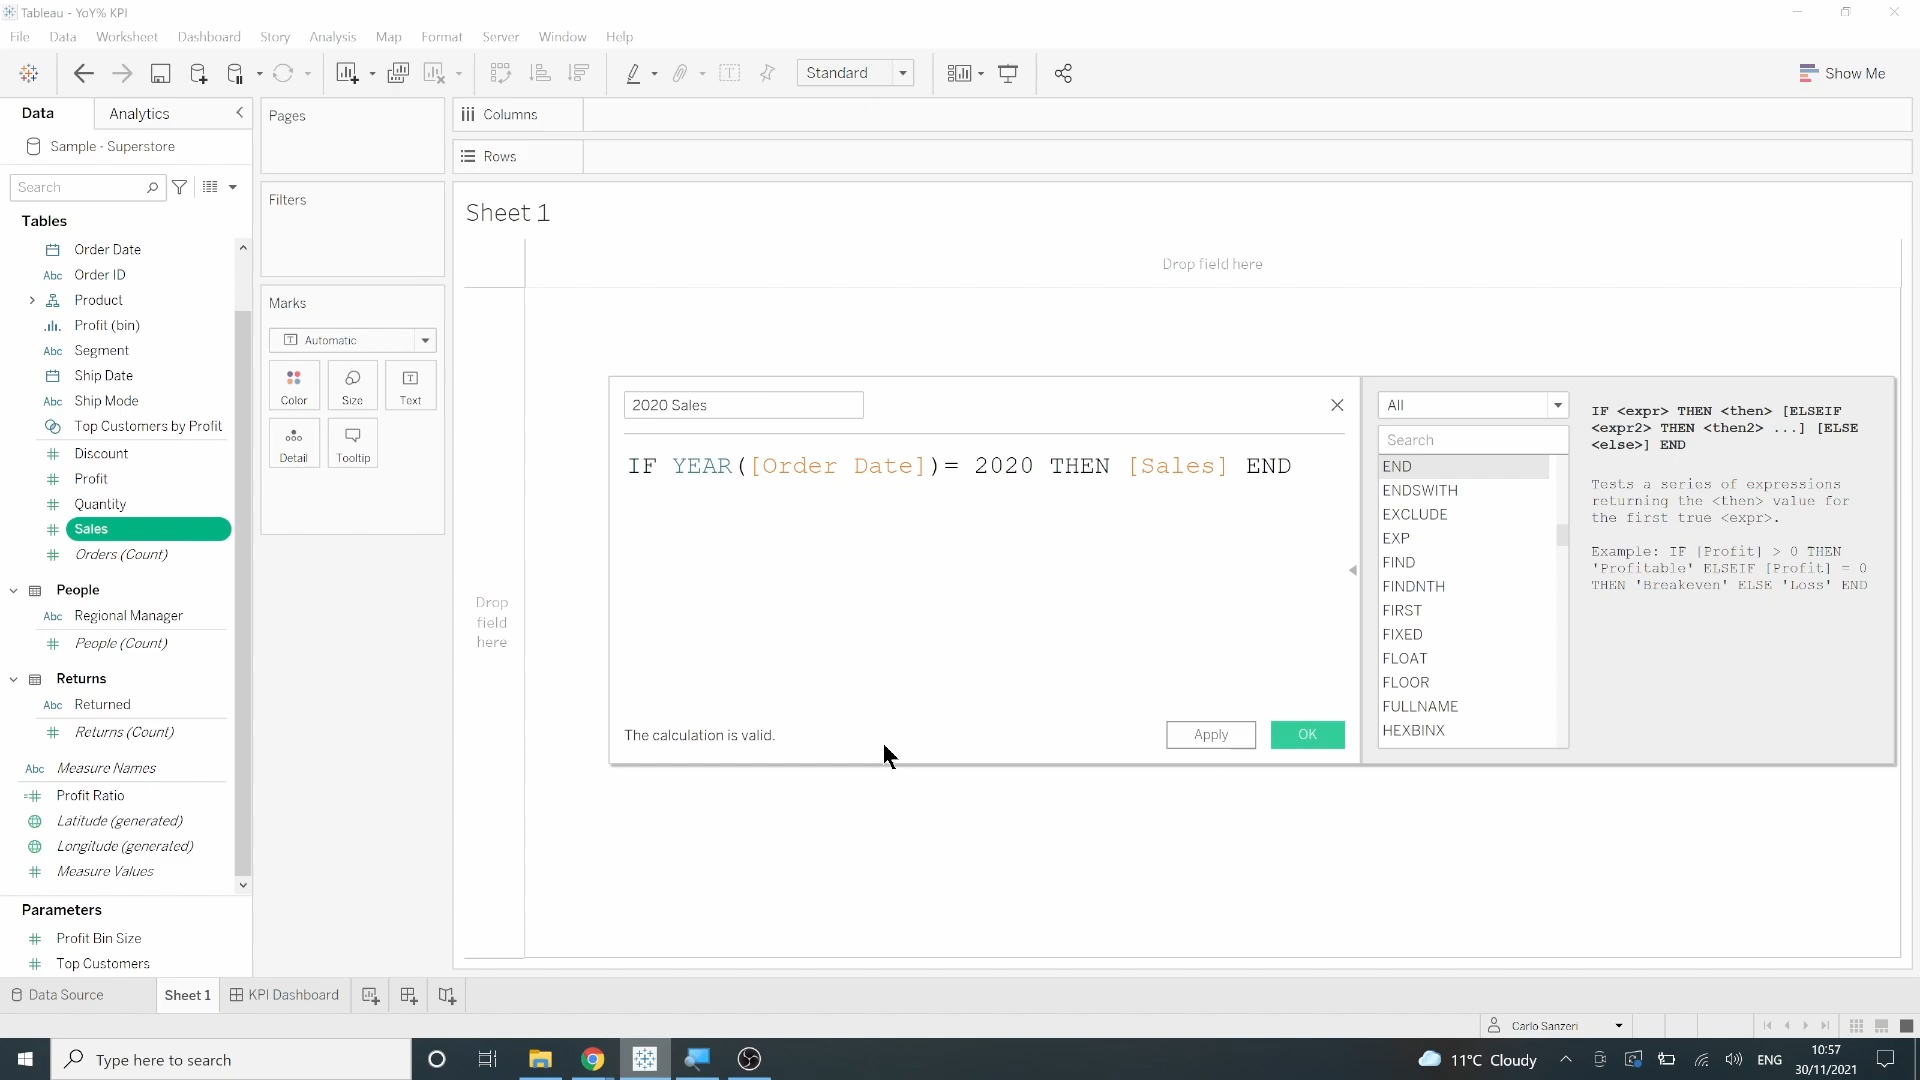 Tableau - YoY% KPI
File Data Worksheet Dashboard Story Analysis Map Format Server Window Help
Standard
Show Me
Data Analytics
Sample - Superstore
Search
Tables
Order Date
Abc Order ID
Product
Profit (bin)
Abc Segment
Ship Date
Abc Ship Mode
Top Customers by Profit
# Discount
# Profit
# Quantity
# Sales
# Orders (Count)
People
Abc Regional Manager
# People (Count)
Returns
Abc Returned
# Returns (Count)
Abc Measure Names
=# Profit Ratio
Latitude (generated)
Longitude (generated)
# Measure Values
Parameters
# Profit Bin Size
# Top Customers
Pages
Filters
Marks
Automatic
Color Size Text
Detail Tooltip
Columns
Rows
Sheet 1
Drop field here
Drop
field
here
2020 Sales
IF YEAR([Order Date])= 2020 THEN [Sales] END
The calculation is valid.
Apply OK
All
Search
END
ENDSWITH
EXCLUDE
EXP
FIND
FINDNTH
FIRST
FIXED
FLOAT
FLOOR
FULLNAME
HEXBINX
IF <expr> THEN <then> [ELSEIF
<expr2> THEN <then2> ...] [ELSE
<else>] END
Tests a series of expressions
returning the <then> value for
the first true <expr>.
Example: IF [Profit] > 0 THEN
'Profitable' ELSEIF [Profit] = 0
THEN 'Breakeven' ELSE 'Loss' END
Data Source Sheet 1 KPI Dashboard
Carlo Sanzeri
Type here to search
11°C Cloudy
ENG
10:57
30/11/2021